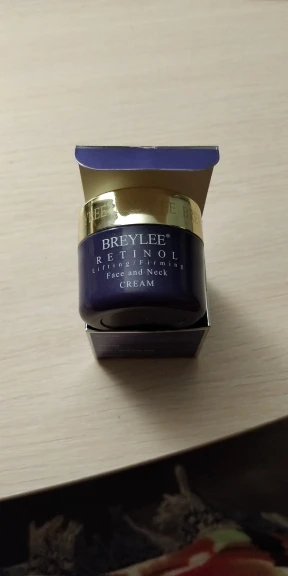 BREYLEE®
RETINOL
Lifting/Firming
Face and Neck
CREAM